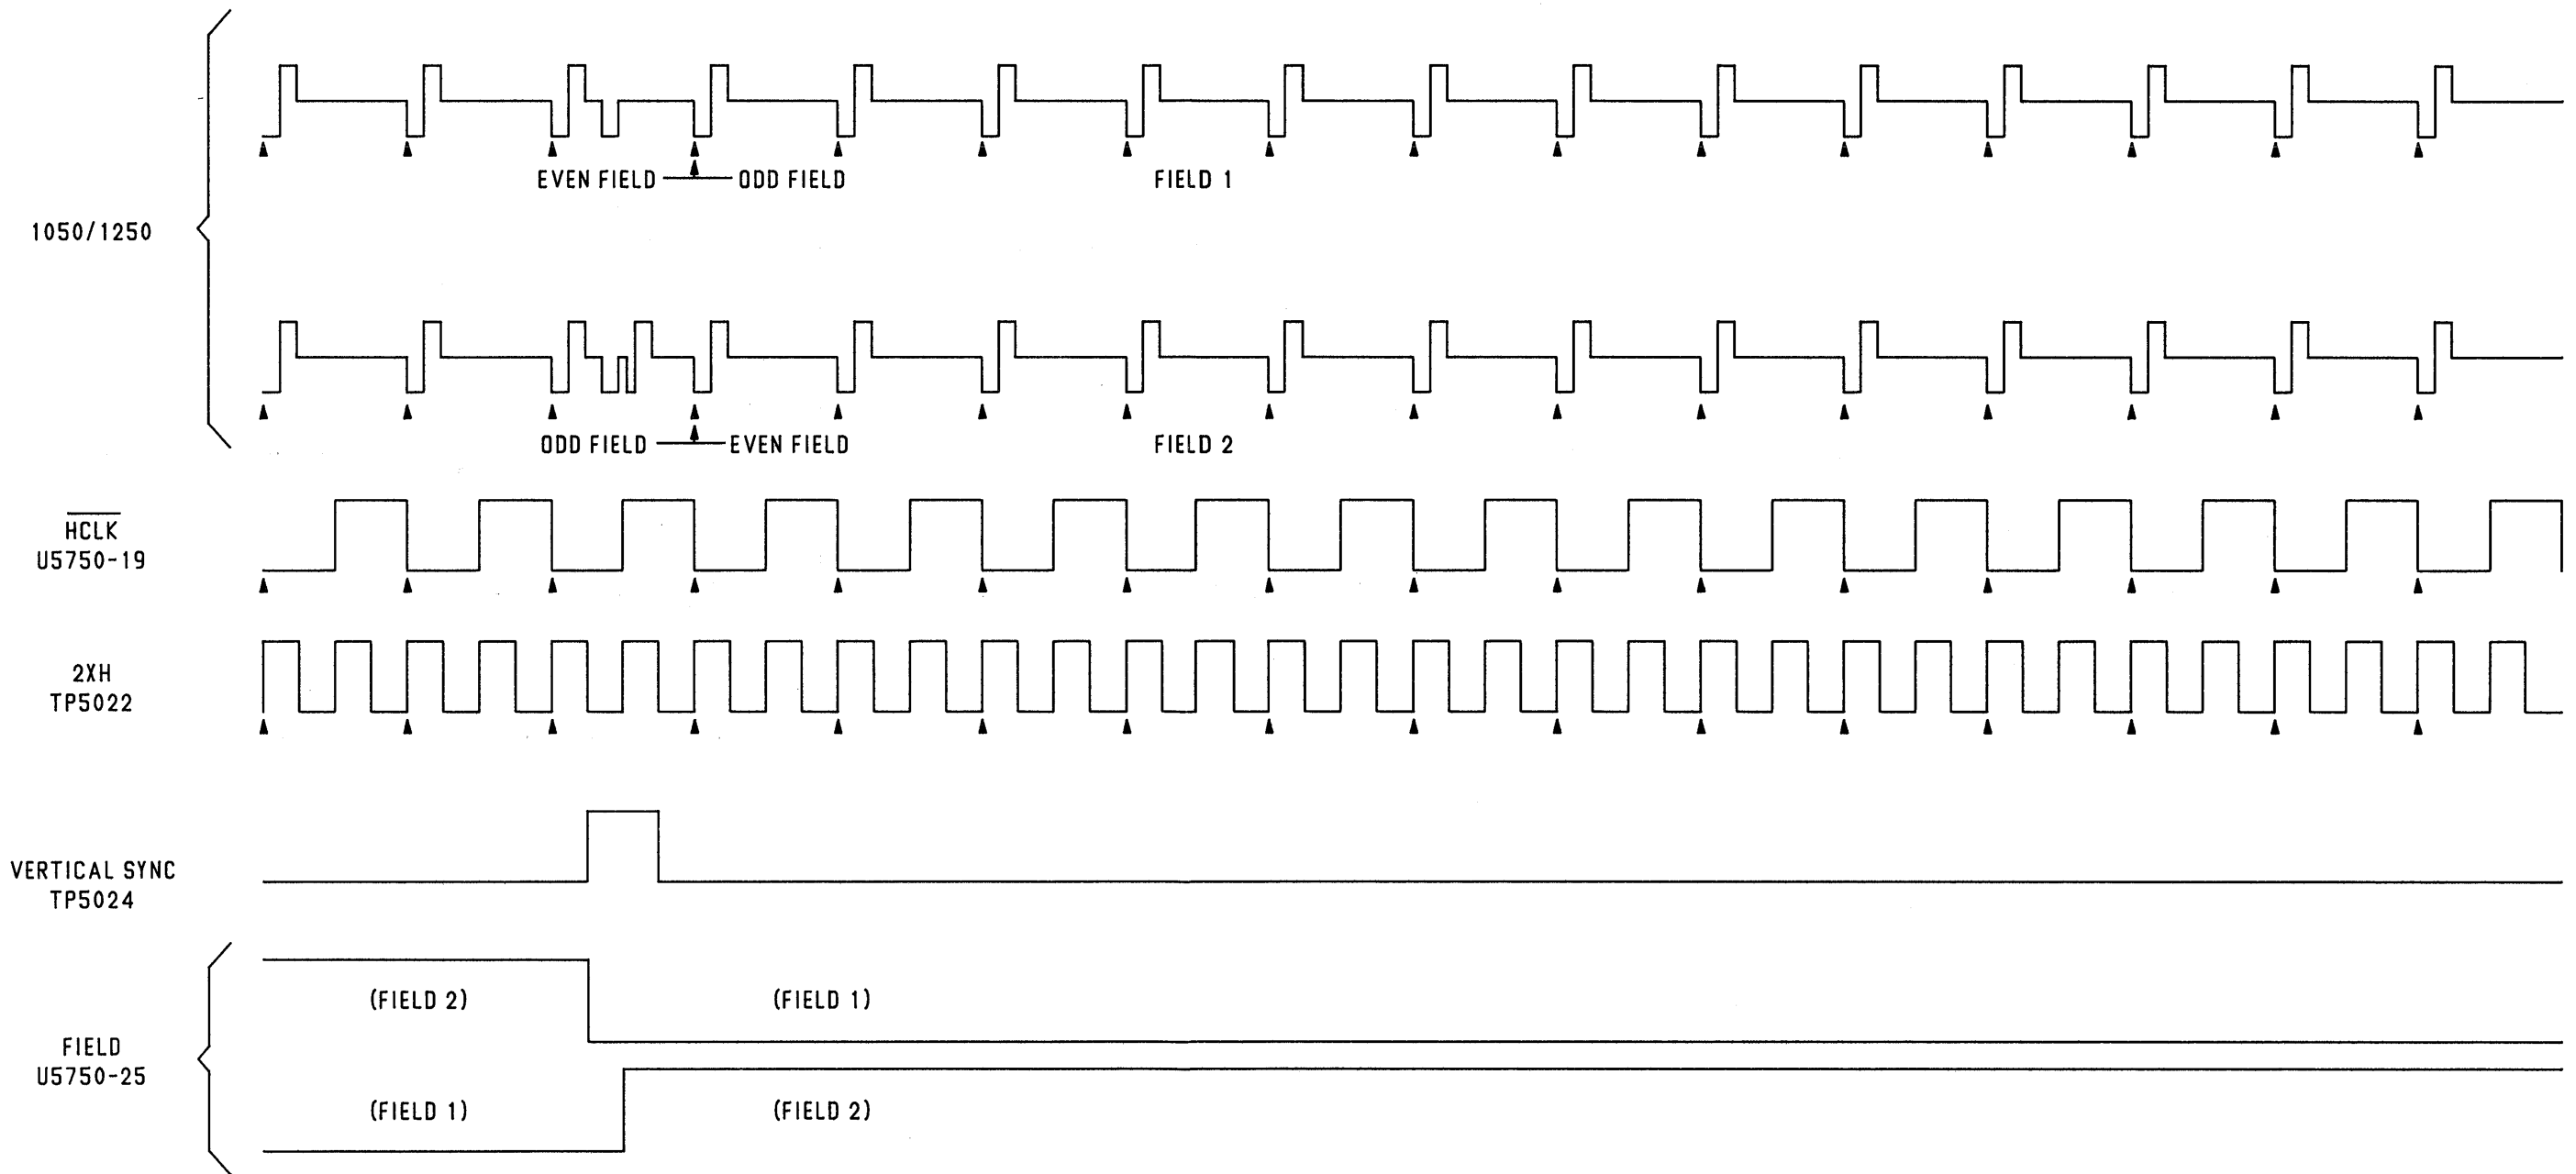 EVEN FIELD
ODD FIELD
FIELD 1
1050/1250
ODD FIELD
EVEN FIELD
FIELD 2
HCLK
U5750-19
2XH
TP5022
VERTICAL SYNC
TP5024
(FIELD 2)
(FIELD 1)
FIELD
U5750-25
(FIELD 1)
(FIELD 2)